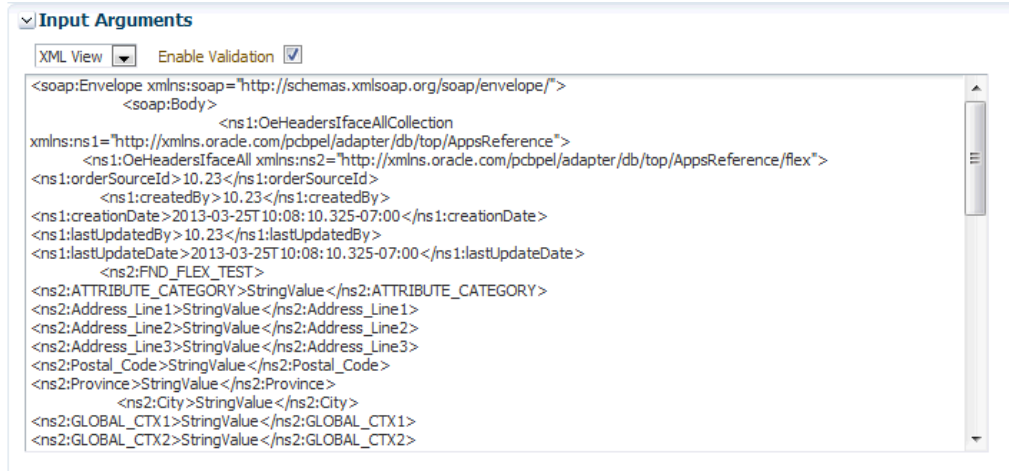 Input Arguments
XML View Enable Validation
<soap:Envelope xmlns:soap="http://schemas.xmlsoap.org/soap/envelope/">
<soap:Body>
<ns1:OeHeadersIfaceAllCollection
xmlns:ns1="http://xmlns.oracle.com/pcbpel/adapter/db/top/AppsReference">
<ns1:OeHeadersIfaceAll xmlns:ns2="http://xmlns.oracle.com/pcbpel/adapter/db/top/AppsReference/flex">
<ns1:orderSourceId>10.23</ns1:orderSourceId>
<ns1:createdBy>10.23</ns1:createdBy>
<ns1:creationDate>2013-03-25T10:08:10.325-07:00</ns1:creationDate>
<ns1:lastUpdatedBy>10.23</ns1:lastUpdatedBy>
<ns1:lastUpdateDate>2013-03-25T10:08:10.325-07:00</ns1:lastUpdateDate>
<ns2:FND_FLEX_TEST>
<ns2:ATTRIBUTE_CATEGORY>StringValue</ns2:ATTRIBUTE_CATEGORY>
<ns2:Address_Line1>StringValue</ns2:Address_Line1>
<ns2:Address_Line2>StringValue</ns2:Address_Line2>
<ns2:Address_Line3>StringValue</ns2:Address_Line3>
<ns2:Postal_Code>StringValue</ns2:Postal_Code>
<ns2:Province>StringValue</ns2:Province>
<ns2:City>StringValue</ns2:City>
<ns2:GLOBAL_CTX1>StringValue</ns2:GLOBAL_CTX1>
<ns2:GLOBAL_CTX2>StringValue</ns2:GLOBAL_CTX2>